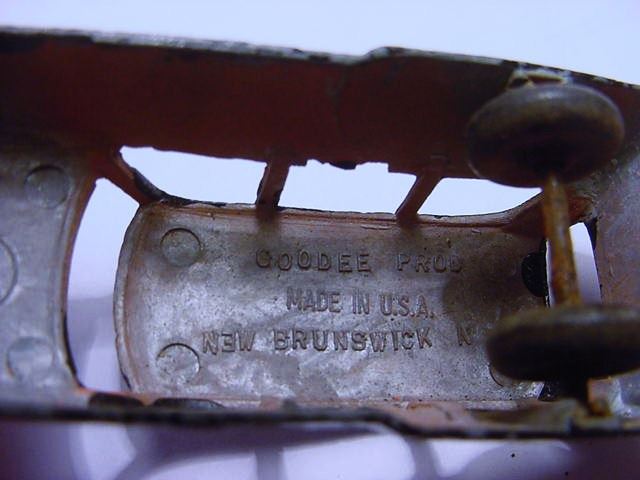 GOODEE PROD
MADE IN U.S.A.
NEW BRUNSWICK N